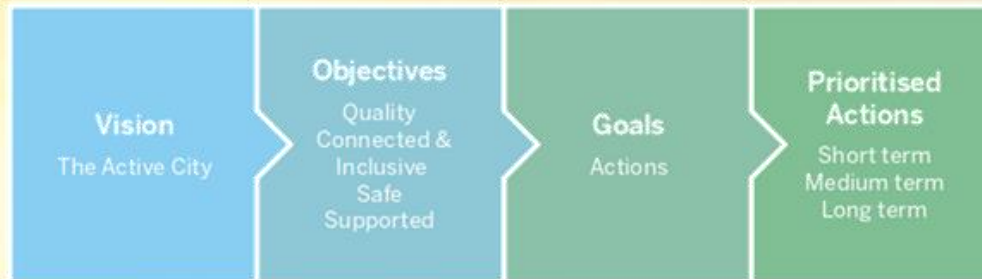 Vision
The Active City
Objectives
Quality
Connected &
Inclusive
Safe
Supported
Goals
Actions
Prioritised
Actions
Short term
Medium term
Long term